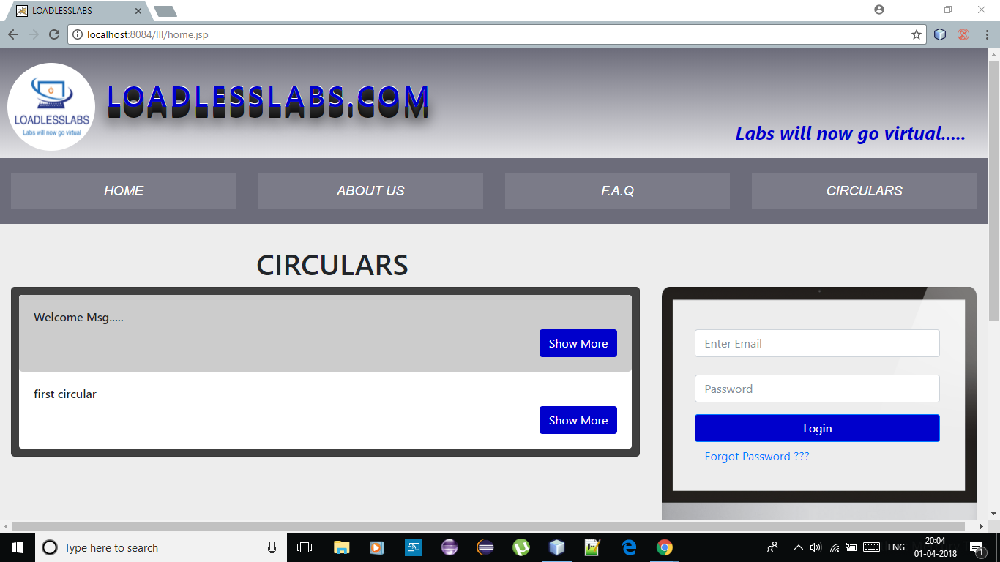 LOADLESSLABS
localhost:8084/lll/home.jsp
LOADLESSLABS
Labs will now go virtual
LOADLESSLABS.COM
Labs will now go virtual.....
HOME ABOUT US F.A.Q CIRCULARS
CIRCULARS
Welcome Msg.....
Show More
first circular
Show More
Enter Email
Password
Login
Forgot Password ???
Type here to search
ENG
20:04
01-04-2018
1